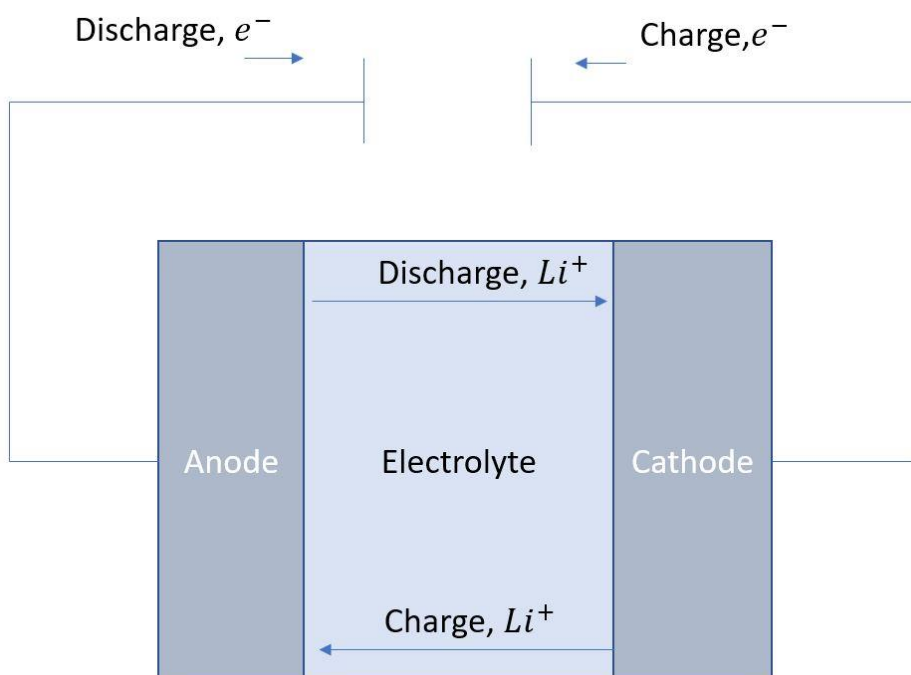 Discharge, e⁻
Charge,e⁻
Discharge, Li⁺
Anode
Electrolyte
Cathode
Charge, Li⁺